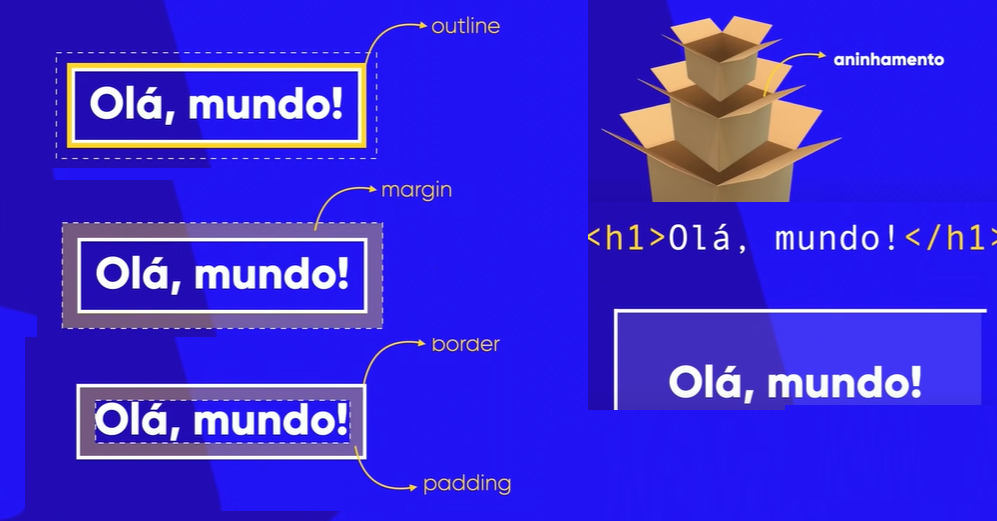 outline
Olá, mundo!
margin
Olá, mundo!
border
Olá, mundo!
padding
aninhamento
<h1>Olá, mundo!</h1>
Olá, mundo!